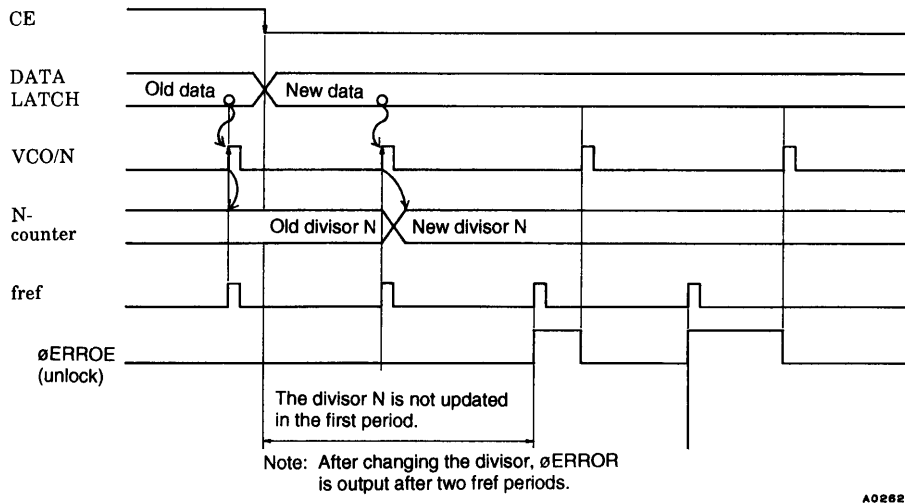 CE
DATA
LATCH
Old data
New data
VCO/N
N-
counter
Old divisor N
New divisor N
fref
øERROE
(unlock)
The divisor N is not updated
in the first period.
Note: After changing the divisor, øERROR
is output after two fref periods.
A0262